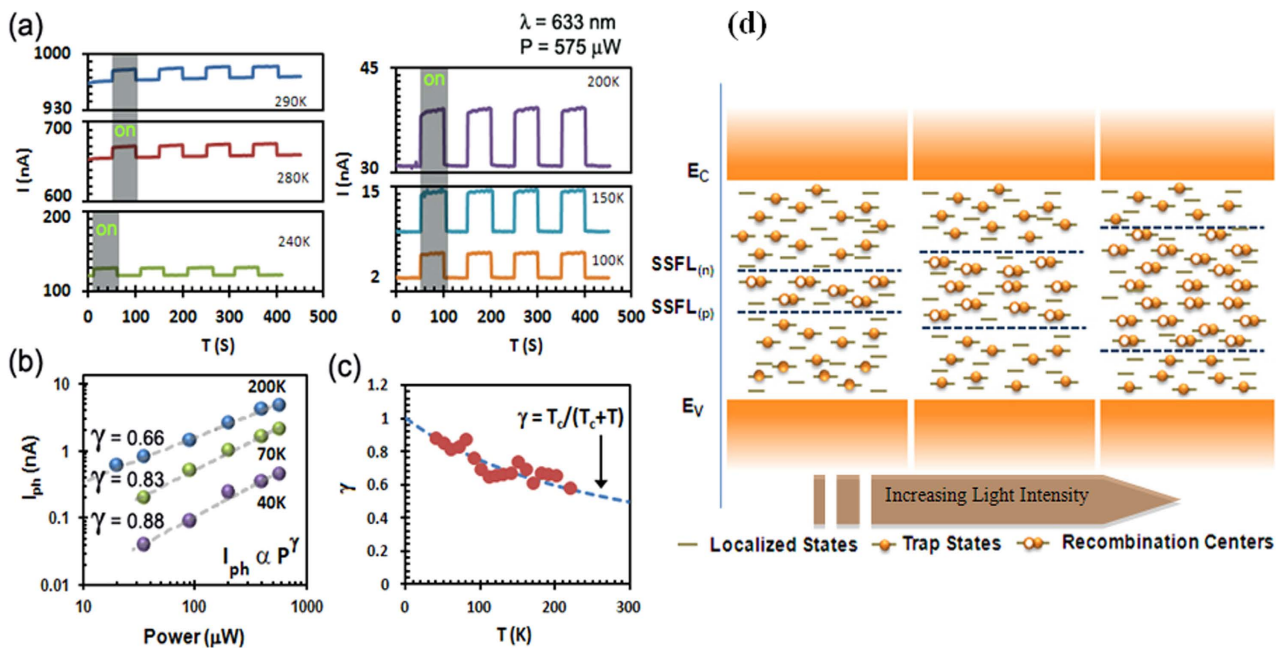 (a)
λ = 633 nm
P = 575 µW
1000
930
I (nA)
on
290K
700
600
I (nA)
on
280K
200
100
on
240K
0 100 200 300 400 500
T (S)
45
30
I (nA)
on
200K
15
2
150K
100K
0 100 200 300 400 500
T (S)
(b)
10
1
0.1
0.01
I_ph (nA)
200K
γ = 0.66
70K
γ = 0.83
40K
γ = 0.88
I_ph ∝ P^γ
10 100 1000
Power (µW)
(c)
1.2
1
0.8
0.6
0.4
0.2
0
γ
γ = T_c/(T_c+T)
0 100 200 300
T (K)
(d)
E_C
SSFL_(n)
SSFL_(p)
E_V
Increasing Light Intensity
Localized States Trap States Recombination Centers